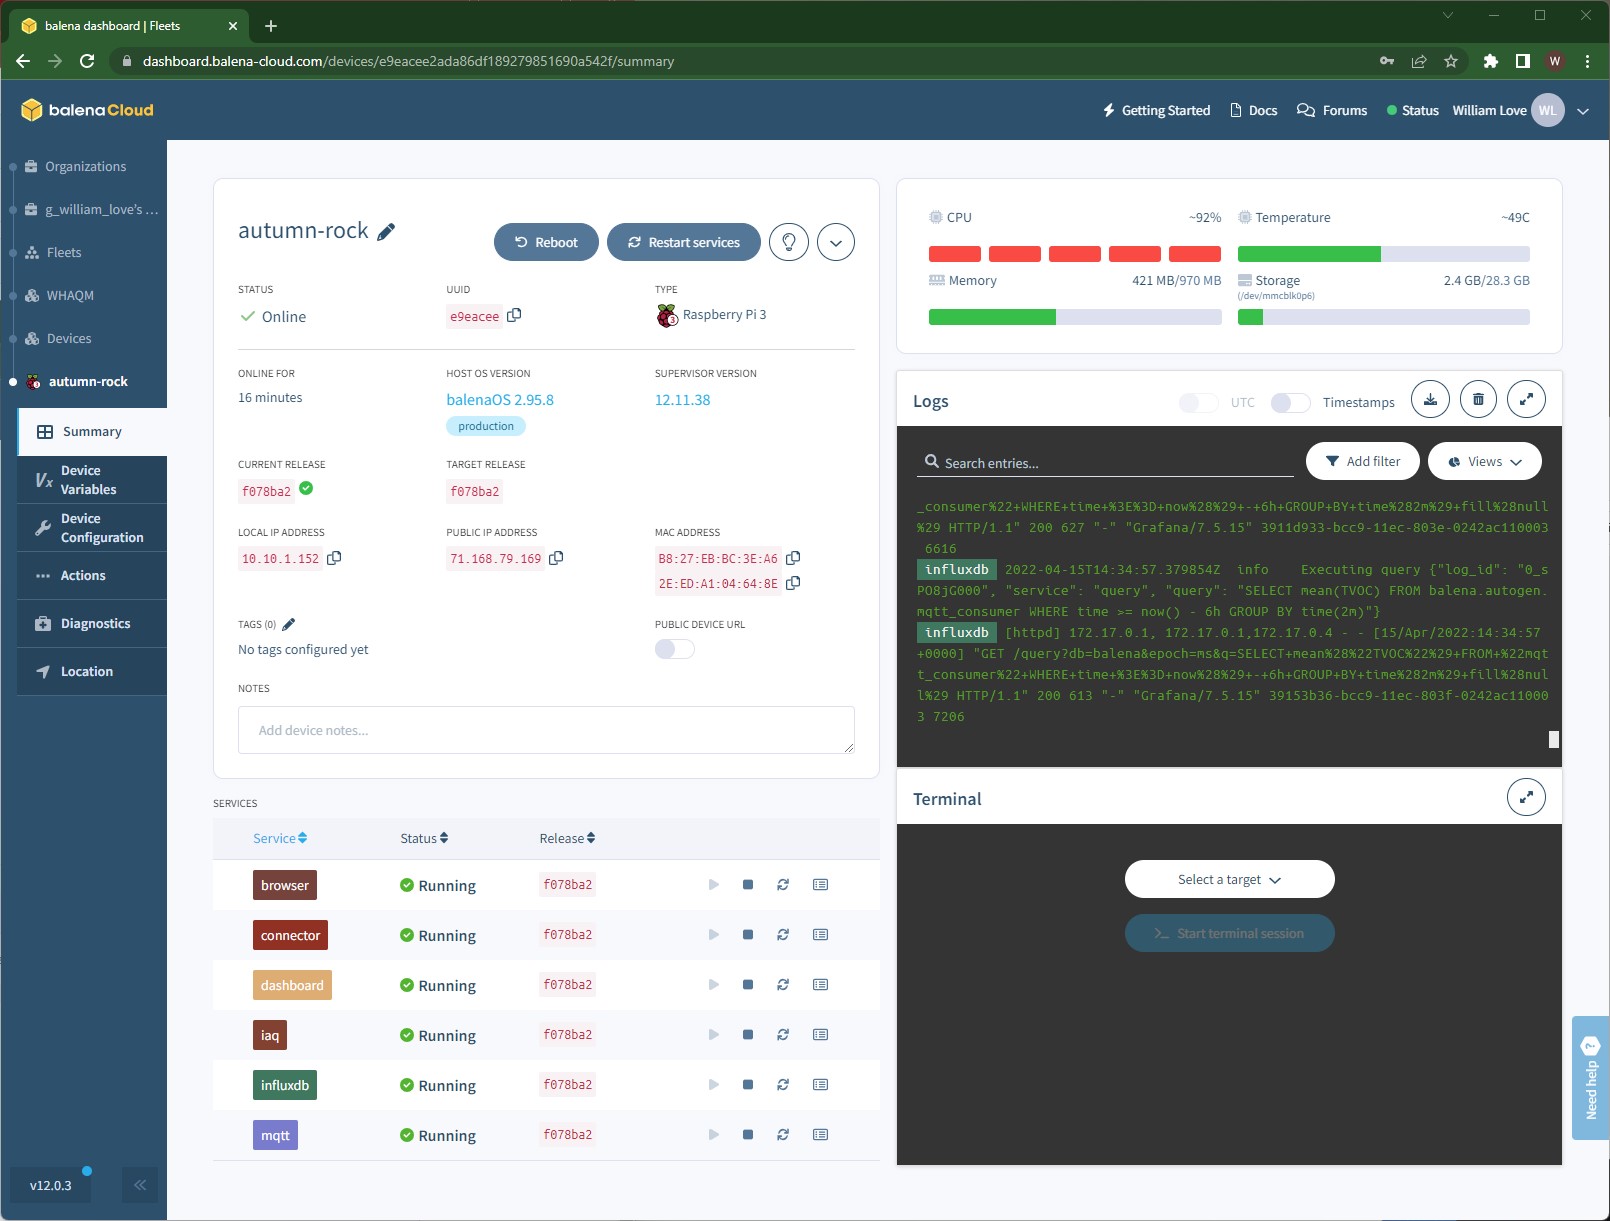 balena dashboard | Fleets
dashboard.balena-cloud.com/devices/e9eacee2ada86df189279851690a542f/summary
W
balenaCloud
Getting Started
Docs
Forums
Status
William Love
WL
Organizations
g_william_love's ...
Fleets
WHAQM
Devices
autumn-rock
Summary
Device
Variables
Device
Configuration
Actions
Diagnostics
Location
v12.0.3
autumn-rock
Reboot
Restart services
STATUS
Online
UUID
e9eacee
TYPE
Raspberry Pi 3
ONLINE FOR
16 minutes
HOST OS VERSION
balenaOS 2.95.8
production
SUPERVISOR VERSION
12.11.38
CURRENT RELEASE
f078ba2
TARGET RELEASE
f078ba2
LOCAL IP ADDRESS
10.10.1.152
PUBLIC IP ADDRESS
71.168.79.169
MAC ADDRESS
B8:27:EB:BC:3E:A6
2E:ED:A1:04:64:8E
TAGS (0)
No tags configured yet
PUBLIC DEVICE URL
NOTES
Add device notes...
SERVICES
Service Status Release
browser Running f078ba2
connector Running f078ba2
dashboard Running f078ba2
iaq Running f078ba2
influxdb Running f078ba2
mqtt Running f078ba2
CPU ~92%
Temperature ~49C
Memory 421 MB/970 MB
Storage 2.4 GB/28.3 GB
(/dev/mmcblk0p6)
Logs
UTC
Timestamps
Search entries...
Add filter
Views
_consumer%22+WHERE+time+%3E%3D+now%28%29+-+6h+GROUP+BY+time%282m%29+fill%28null
%29 HTTP/1.1" 200 627 "-" "Grafana/7.5.15" 3911d933-bcc9-11ec-803e-0242ac110003
6616
influxdb 2022-04-15T14:34:57.379854Z info Executing query {"log_id": "0_s
PO8jG000", "service": "query", "query": "SELECT mean(TVOC) FROM balena.autogen.
mqtt_consumer WHERE time >= now() - 6h GROUP BY time(2m)"}
influxdb [httpd] 172.17.0.1, 172.17.0.1,172.17.0.4 - - [15/Apr/2022:14:34:57
+0000] "GET /query?db=balena&epoch=ms&q=SELECT+mean%28%22TVOC%22%29+FROM+%22mqt
t_consumer%22+WHERE+time+%3E%3D+now%28%29+-+6h+GROUP+BY+time%282m%29+fill%28nul
l%29 HTTP/1.1" 200 613 "-" "Grafana/7.5.15" 39153b36-bcc9-11ec-803f-0242ac11000
3 7206
Terminal
Select a target
Start terminal session
Need help